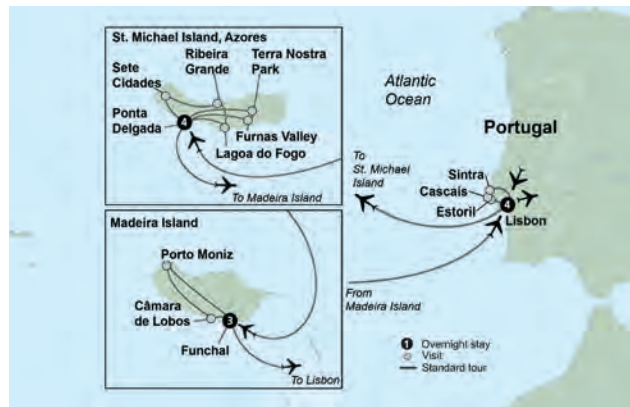 St. Michael Island, Azores
Ribeira
Grande
Terra Nostra
Park
Sete
Cidades
Ponta
Delgada
4
Furnas Valley
Lagoa do Fogo
To Madeira Island
Madeira Island
Porto Moniz
Câmara
de Lobos
3
Funchal
To Lisbon
Atlantic
Ocean
Portugal
To
St. Michael
Island
Sintra
Cascais
Estoril
4
Lisbon
From
Madeira Island
1 Overnight stay
Visit
Standard tour